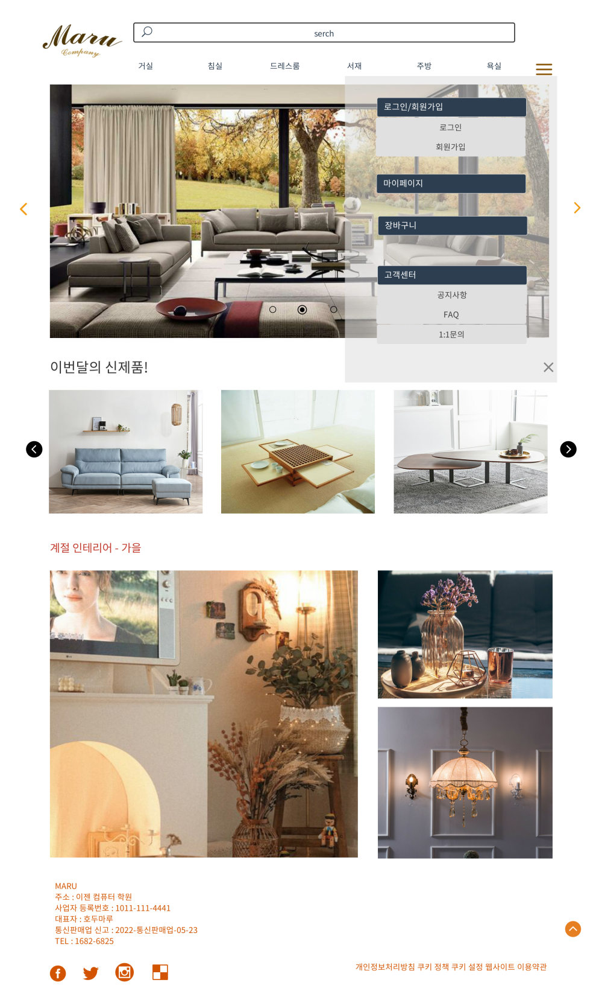 Maru
Company
serch
거실 침실 드레스룸 서재 주방 욕실
로그인/회원가입
로그인
회원가입
마이페이지
장바구니
고객센터
공지사항
FAQ
1:1문의
이번달의 신제품!
계절 인테리어 - 가을
LG
MARU
주소 : 이젠 컴퓨터 학원
사업자 등록번호 : 1011-111-4441
대표자 : 호두마루
통신판매업 신고 : 2022-통신판매업-05-23
TEL : 1682-6825
개인정보처리방침 쿠키 정책 쿠키 설정 웹사이트 이용약관